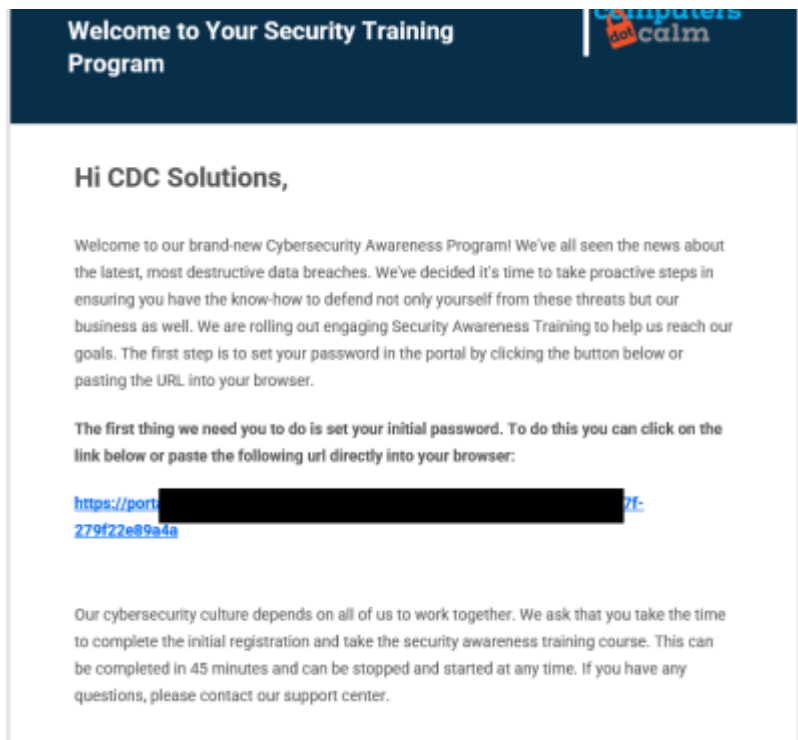 Welcome to Your Security Training
Program
computers
dot calm
Hi CDC Solutions,
Welcome to our brand-new Cybersecurity Awareness Program! We've all seen the news about
the latest, most destructive data breaches. We've decided it's time to take proactive steps in
ensuring you have the know-how to defend not only yourself from these threats but our
business as well. We are rolling out engaging Security Awareness Training to help us reach our
goals. The first step is to set your password in the portal by clicking the button below or
pasting the URL into your browser.
The first thing we need you to do is set your initial password. To do this you can click on the
link below or paste the following url directly into your browser:
https://porta 7f-
279f22e89a4a
Our cybersecurity culture depends on all of us to work together. We ask that you take the time
to complete the initial registration and take the security awareness training course. This can
be completed in 45 minutes and can be stopped and started at any time. If you have any
questions, please contact our support center.